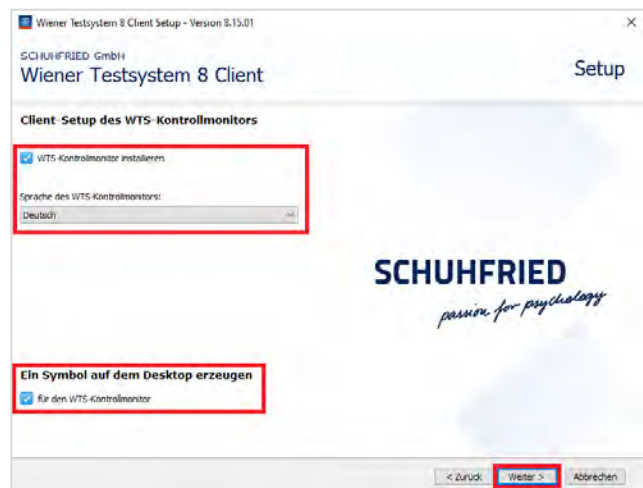 Wiener Testsystem 8 Client Setup - Version 8.15.01
SCHUHFRIED GmbH
Wiener Testsystem 8 Client
Setup
Client-Setup des WTS-Kontrollmonitors
WTS-Kontrollmonitor installieren
Sprache des WTS-Kontrollmonitors:
Deutsch
SCHUHFRIED
passion for psychology
Ein Symbol auf dem Desktop erzeugen
für den WTS-Kontrollmonitor
< Zurück
Weiter >
Abbrechen